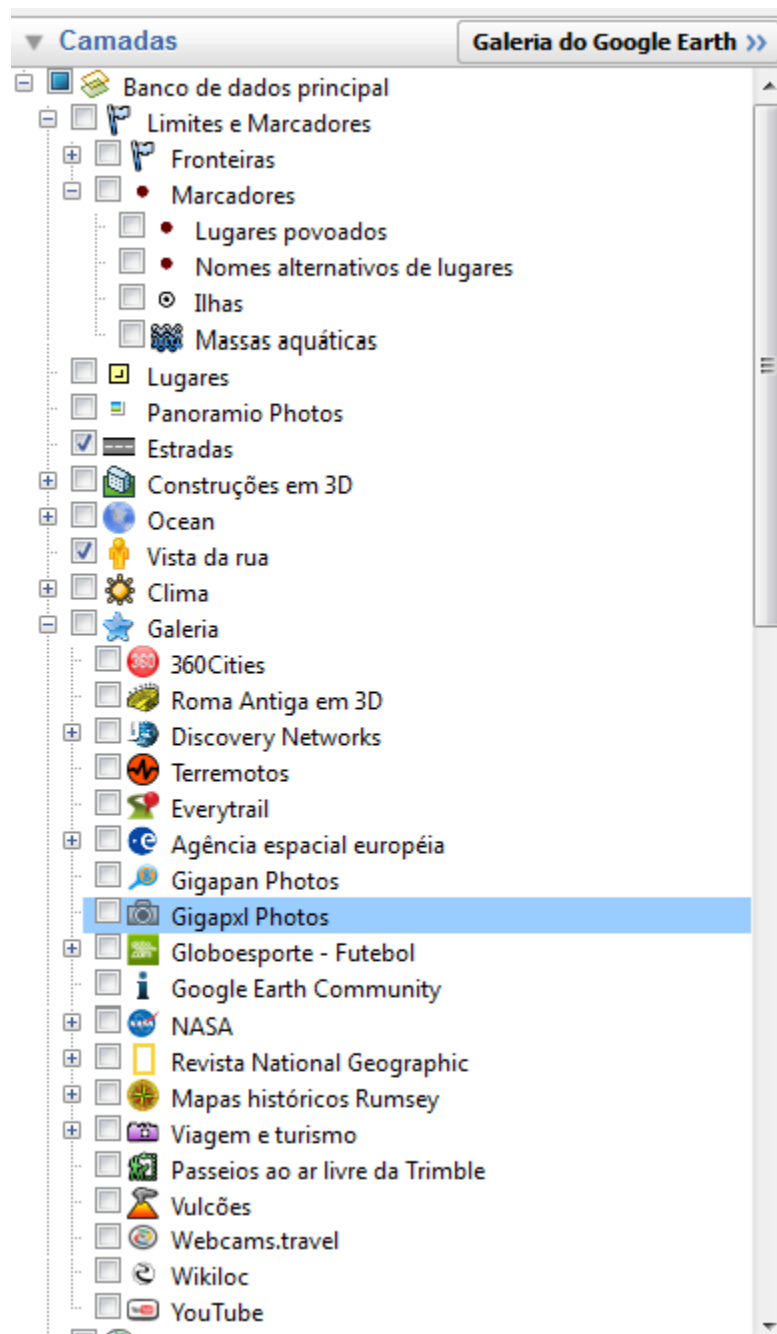 Camadas
Galeria do Google Earth >>
Banco de dados principal
Limites e Marcadores
Fronteiras
Marcadores
Lugares povoados
Nomes alternativos de lugares
Ilhas
Massas aquáticas
Lugares
Panoramio Photos
Estradas
Construções em 3D
Ocean
Vista da rua
Clima
Galeria
360 360Cities
Roma Antiga em 3D
Discovery Networks
Terremotos
Everytrail
Agência espacial européia
Gigapan Photos
Gigapxl Photos
Globoesporte - Futebol
Google Earth Community
NASA
Revista National Geographic
Mapas históricos Rumsey
Viagem e turismo
Passeios ao ar livre da Trimble
Vulcões
Webcams.travel
Wikiloc
YouTube